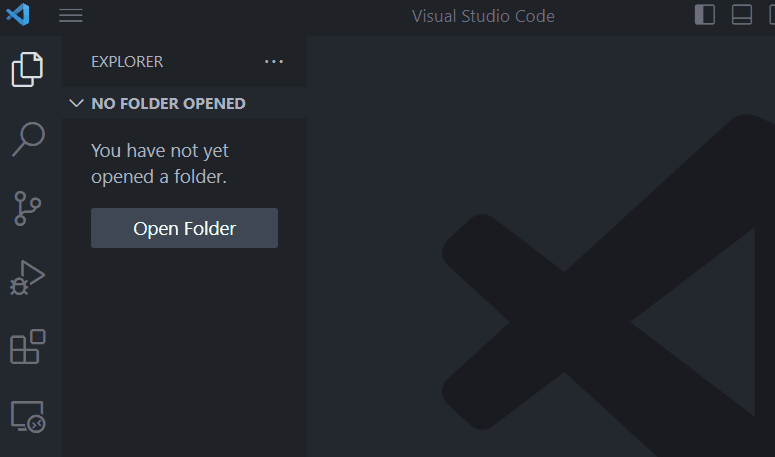 Visual Studio Code
EXPLORER
NO FOLDER OPENED
You have not yet
opened a folder.
Open Folder